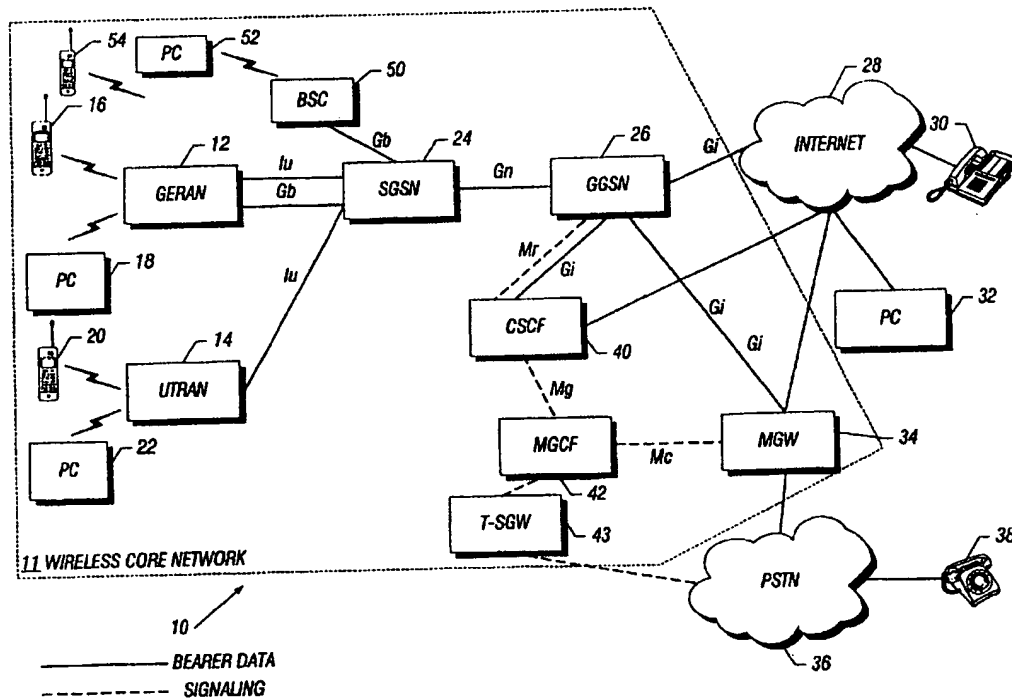 54
PC
52
50
BSC
16
28
12
Gb
24
26
Gi
INTERNET
30
GERAN
Iu
Gb
SGSN
Gn
GGSN
PC
18
Iu
Mr
Gi
CSCF
40
Gi
Gi
PC
32
20
14
UTRAN
Mg
PC
22
MGCF
42
Mc
MGW
34
T-SGW
43
11 WIRELESS CORE NETWORK
PSTN
36
38
10
BEARER DATA
SIGNALING